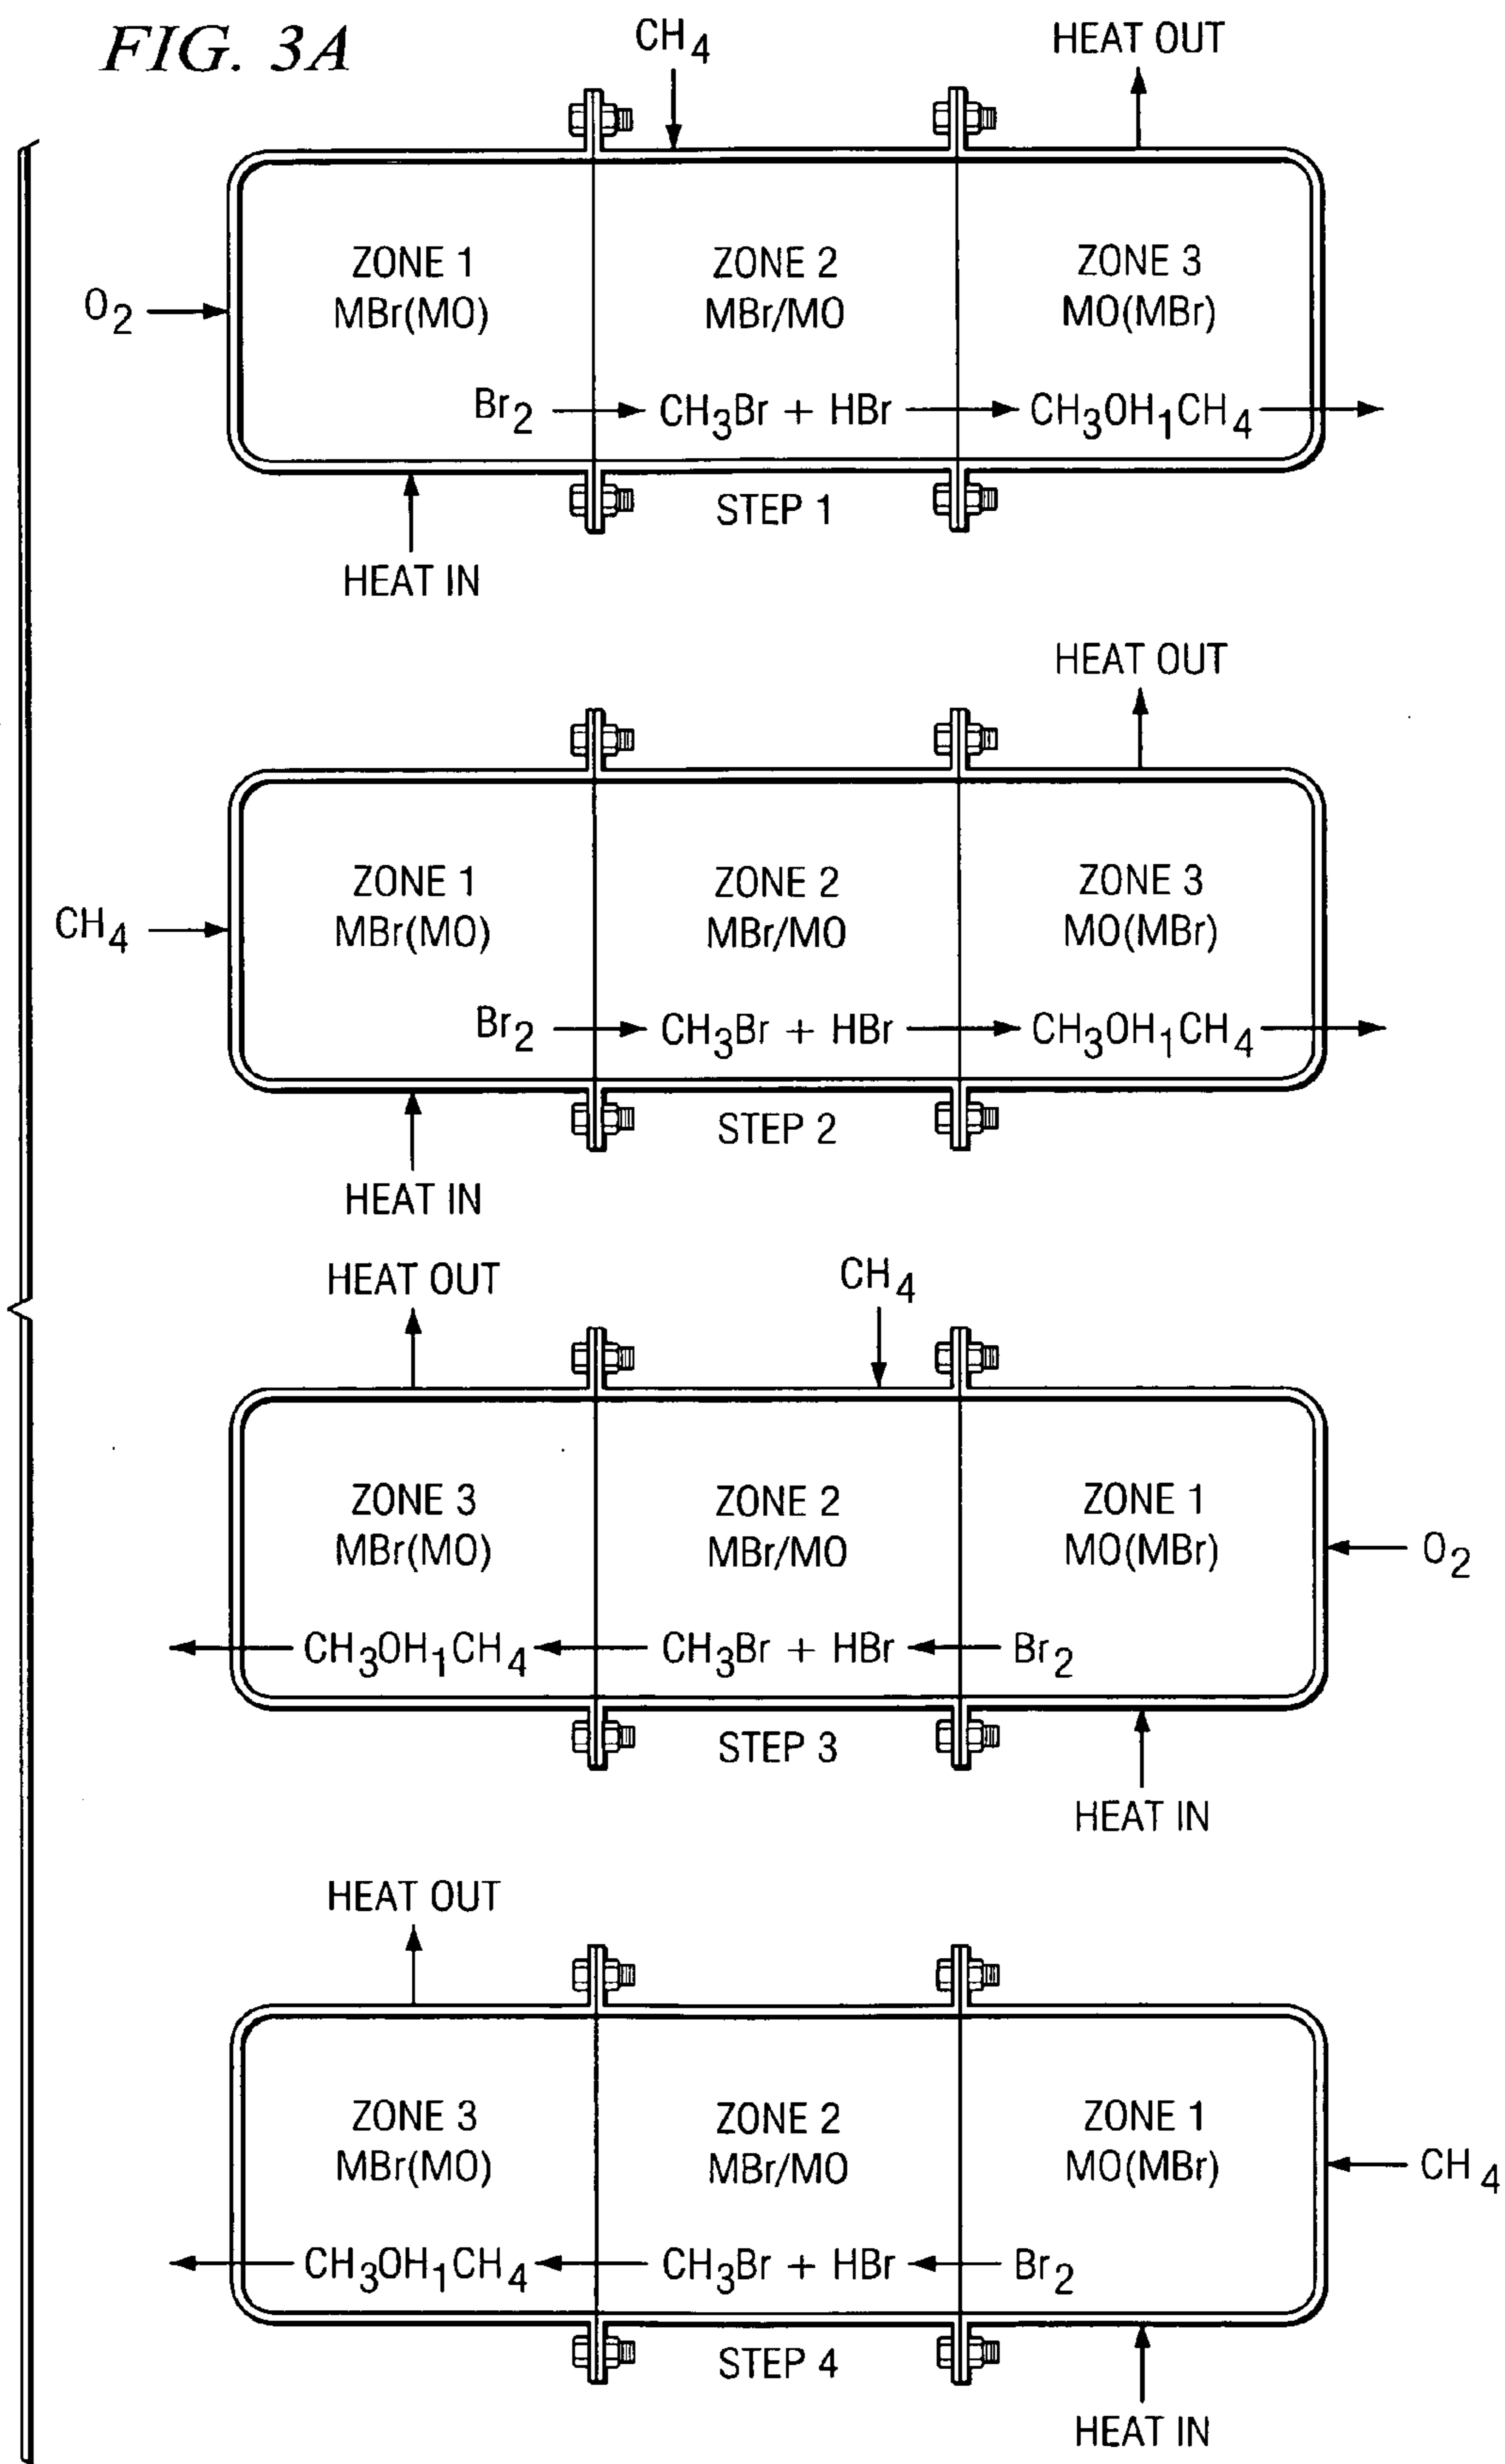 FIG. 3A
CH4
HEAT OUT
O2
ZONE 1
MBr(MO)
ZONE 2
MBr/MO
ZONE 3
MO(MBr)
Br2
CH3Br + HBr
CH3OH1CH4
STEP 1
HEAT IN
HEAT OUT
CH4
ZONE 1
MBr(MO)
ZONE 2
MBr/MO
ZONE 3
MO(MBr)
Br2
CH3Br + HBr
CH3OH1CH4
STEP 2
HEAT IN
HEAT OUT
CH4
ZONE 3
MBr(MO)
ZONE 2
MBr/MO
ZONE 1
MO(MBr)
O2
CH3OH1CH4
CH3Br + HBr
Br2
STEP 3
HEAT IN
HEAT OUT
ZONE 3
MBr(MO)
ZONE 2
MBr/MO
ZONE 1
MO(MBr)
CH4
CH3OH1CH4
CH3Br + HBr
Br2
STEP 4
HEAT IN